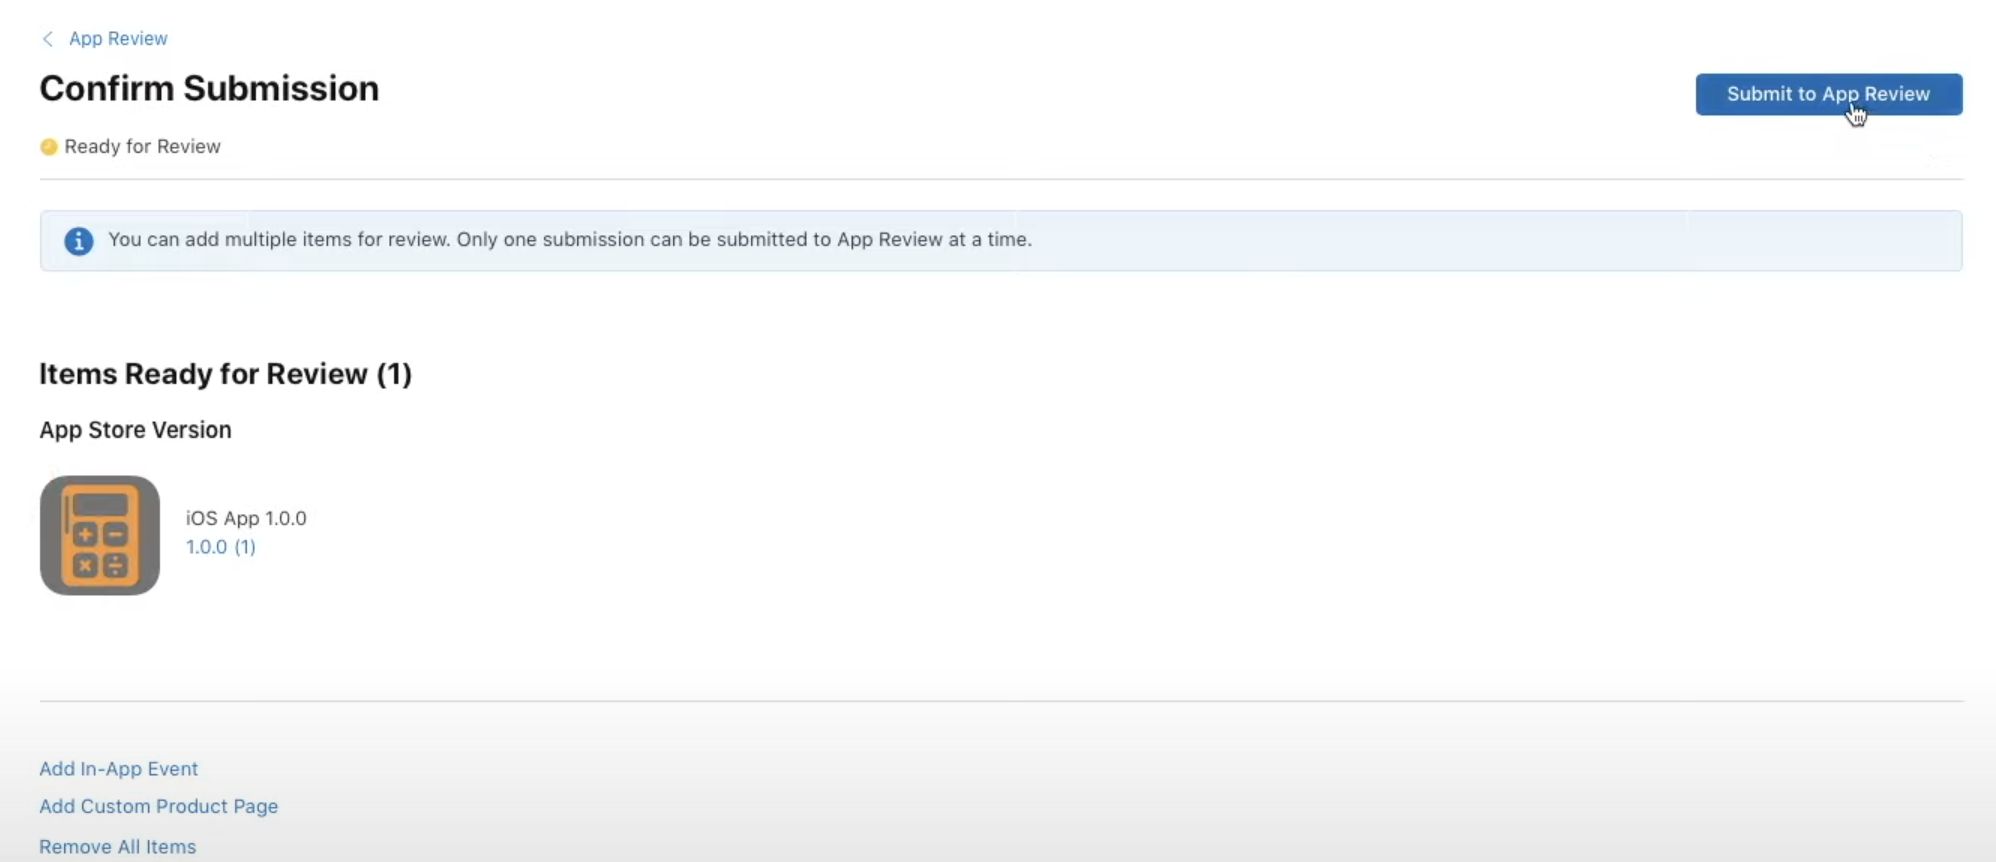 App Review
Confirm Submission
Submit to App Review
Ready for Review
You can add multiple items for review. Only one submission can be submitted to App Review at a time.
Items Ready for Review (1)
App Store Version
iOS App 1.0.0
1.0.0 (1)
Add In-App Event
Add Custom Product Page
Remove All Items